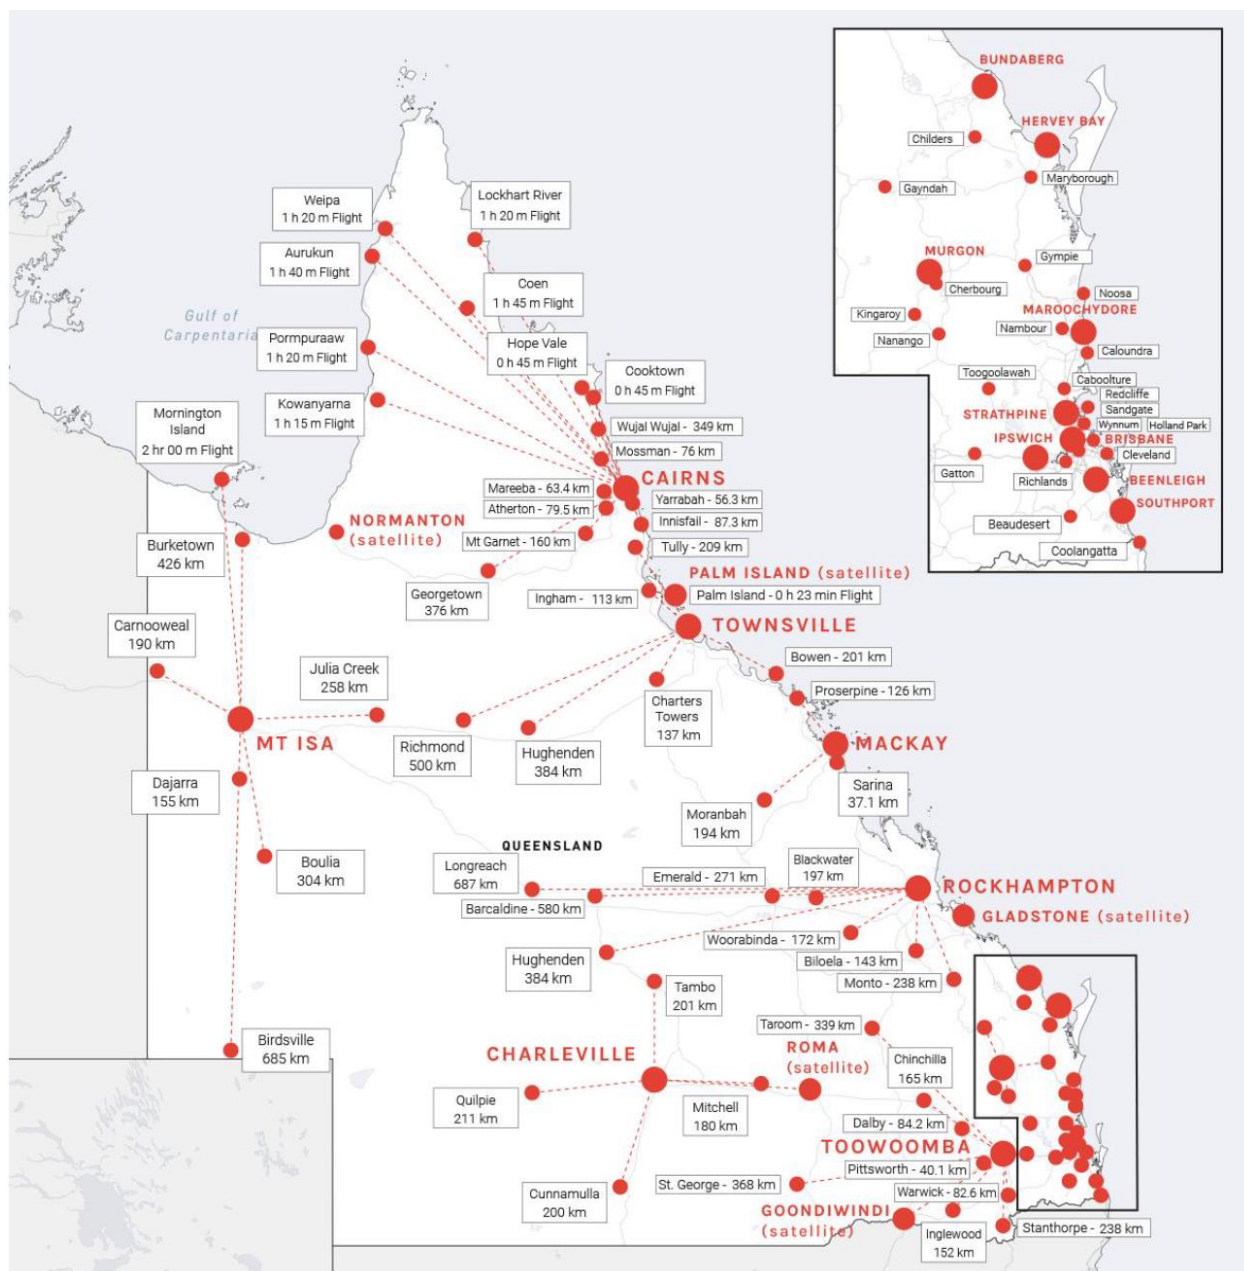 BUNDABERG
HERVEY BAY
Childers
Maryborough
Gayndah
MURGON
Gympie
Cherbourg
Noosa
MAROOCHYDORE
Kingaroy
Nambour
Nanango
Caloundra
Toogoolawah
Caboolture
Redcliffe
STRATHPINE
Sandgate
Wynnum
Holland Park
IPSWICH
BRISBANE
Cleveland
Gatton
Richlands
BEENLEIGH
SOUTHPORT
Beaudesert
Coolangatta
Weipa
1 h 20 m Flight
Lockhart River
1 h 20 m Flight
Aurukun
1 h 40 m Flight
Coen
1 h 45 m Flight
Gulf of
Carpentaria
Pormpuraaw
1 h 20 m Flight
Hope Vale
0 h 45 m Flight
Cooktown
0 h 45 m Flight
Kowanyarna
1 h 15 m Flight
Mornington
Island
2 hr 00 m Flight
Wujal Wujal - 349 km
Mossman - 76 km
CAIRNS
Mareeba - 63.4 km
Yarrabah - 56.3 km
Atherton - 79.5 km
Innisfail - 87.3 km
NORMANTON
(satellite)
Mt Garnet - 160 km
Tully - 209 km
Burketown
426 km
Georgetown
376 km
PALM ISLAND (satellite)
Ingham - 113 km
Palm Island - 0 h 23 min Flight
TOWNSVILLE
Carnooweal
190 km
Julia Creek
258 km
Bowen - 201 km
Proserpine - 126 km
Charters
Towers
137 km
MT ISA
Richmond
500 km
Hughenden
384 km
MACKAY
Dajarra
155 km
Sarina
37.1 km
Moranbah
194 km
QUEENSLAND
Boulia
304 km
Longreach
687 km
Emerald - 271 km
Blackwater
197 km
ROCKHAMPTON
Barcaldine - 580 km
GLADSTONE (satellite)
Woorabinda - 172 km
Hughenden
384 km
Biloela - 143 km
Monto - 238 km
Tambo
201 km
Taroom - 339 km
Birdsville
685 km
CHARLEVILLE
ROMA
(satellite)
Chinchilla
165 km
Quilpie
211 km
Mitchell
180 km
Dalby - 84.2 km
TOOWOOMBA
Pittsworth - 40.1 km
St. George - 368 km
Warwick - 82.6 km
Cunnamulla
200 km
GOONDIWINDI
(satellite)
Inglewood
152 km
Stanthorpe - 238 km